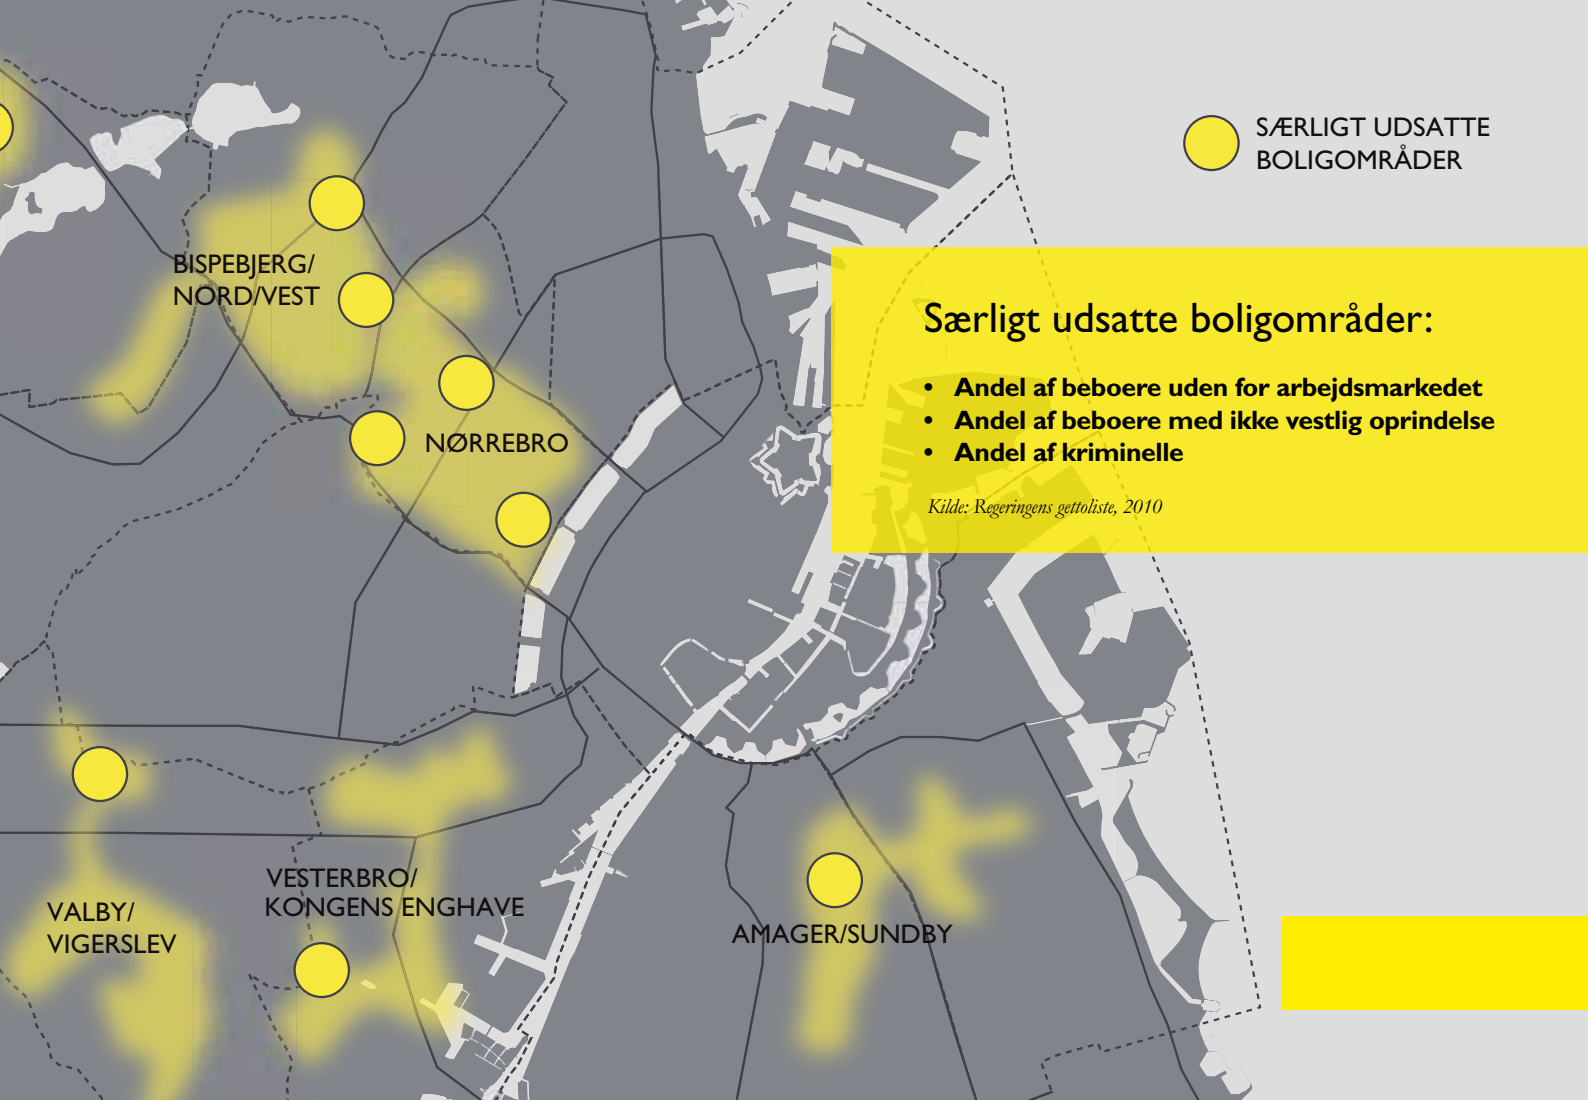 SÆRLIGT UDSATTE
BOLIGOMRÅDER
BISPEBJERG/
NORD/VEST
Særligt udsatte boligområder:
• Andel af beboere uden for arbejdsmarkedet
• Andel af beboere med ikke vestlig oprindelse
• Andel af kriminelle
Kilde: Regeringens gettoliste, 2010
NØRREBRO
VESTERBRO/
KONGENS ENGHAVE
VALBY/
VIGERSLEV
AMAGER/SUNDBY